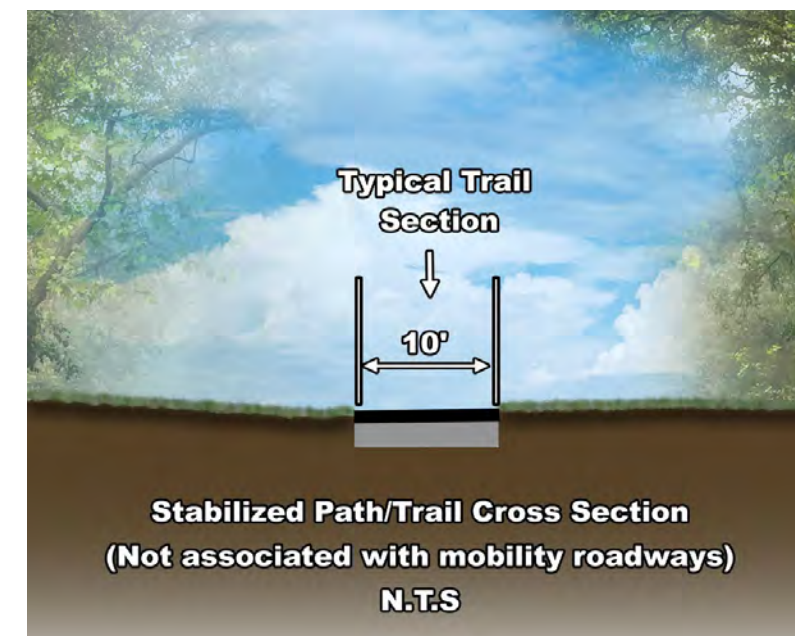 Typical Trail
Section
10'
Stabilized Path/Trail Cross Section
(Not associated with mobility roadways)
N.T.S